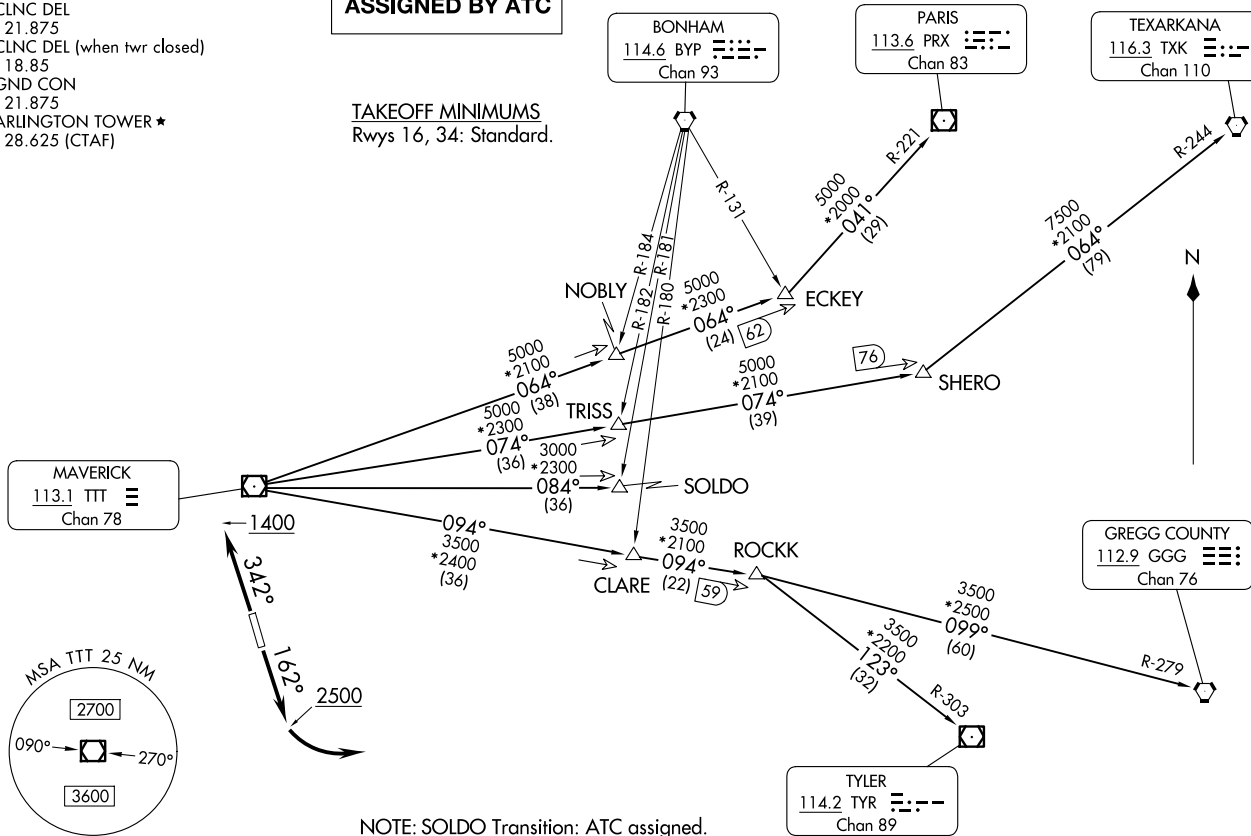 CLNC DEL
21.875
CLNC DEL (when twr closed)
18.85
GND CON
21.875
ARLINGTON TOWER ★
28.625 (CTAF)
ASSIGNED BY ATC
TAKEOFF MINIMUMS
Rwys 16, 34: Standard.
BONHAM
114.6 BYP
Chan 93
PARIS
113.6 PRX
Chan 83
TEXARKANA
116.3 TXK
Chan 110
R-221
R-244
R-131
R-184
R-182
R-181
R-180
5000
*2000
041°
(29)
7500
*2100
064°
(79)
N
NOBLY
ECKEY
5000
*2300
064°
(24)
62
5000
*2100
064°
(38)
76
SHERO
5000
*2100
074°
(39)
TRISS
5000
*2300
074°
(36)
3000
*2300
084°
(36)
SOLDO
MAVERICK
113.1 TTT
Chan 78
1400
094°
3500
*2400
(36)
CLARE
3500
*2100
094°
(22)
59
ROCKK
GREGG COUNTY
112.9 GGG
Chan 76
3500
*2500
099°
(60)
R-279
3500
*2200
123°
(32)
R-303
342°
162°
2500
MSA TTT 25 NM
2700
090°
270°
3600
TYLER
114.2 TYR
Chan 89
NOTE: SOLDO Transition: ATC assigned.